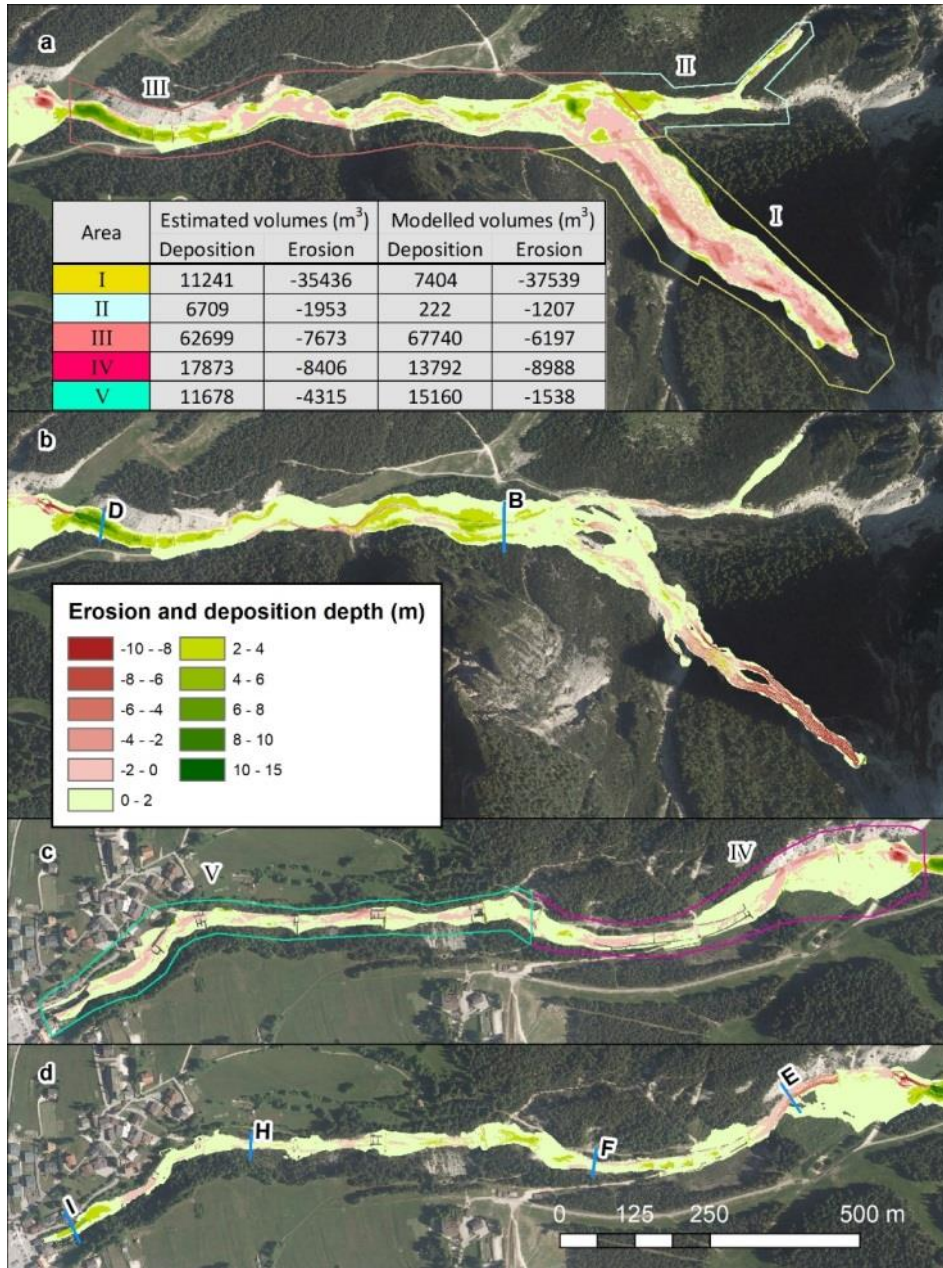 a
III
II
I
Area Estimated volumes (m³) Modelled volumes (m³)
Deposition Erosion Deposition Erosion
I 11241 -35436 7404 -37539
II 6709 -1953 222 -1207
III 62699 -7673 67740 -6197
IV 17873 -8406 13792 -8988
V 11678 -4315 15160 -1538
b
D
B
Erosion and deposition depth (m)
-10 - -8 2 - 4
-8 - -6 4 - 6
-6 - -4 6 - 8
-4 - -2 8 - 10
-2 - 0 10 - 15
0 - 2
c
V
IV
d
E
H
F
I
0 125 250 500 m